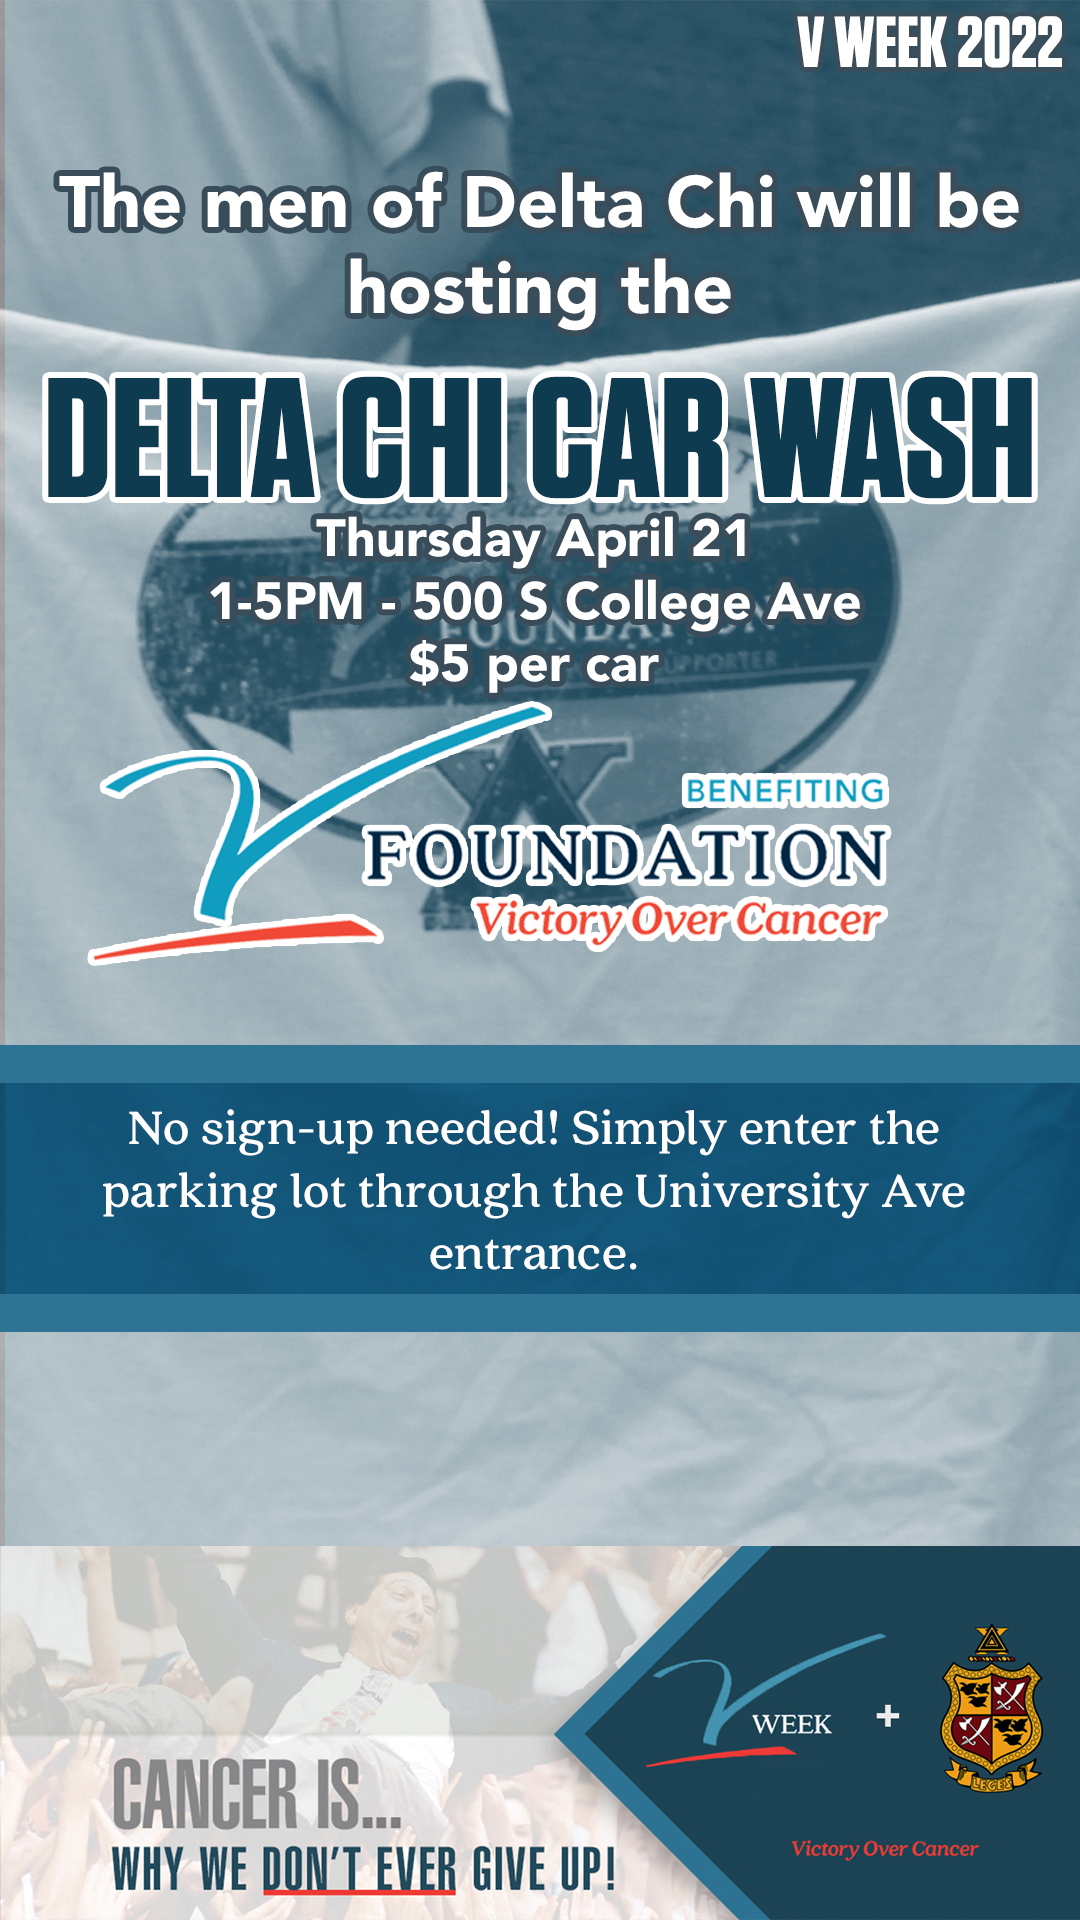 V WEEK 2022
The men of Delta Chi will be
hosting the
DELTA CHI CAR WASH
Thursday April 21
1-5PM - 500 S College Ave
$5 per car
FOUNDATION
SUPPORTER
BENEFITING
V FOUNDATION
Victory Over Cancer
No sign-up needed! Simply enter the
parking lot through the University Ave
entrance.
CANCER IS...
WHY WE DON'T EVER GIVE UP!
V WEEK
+
LEGES
Victory Over Cancer